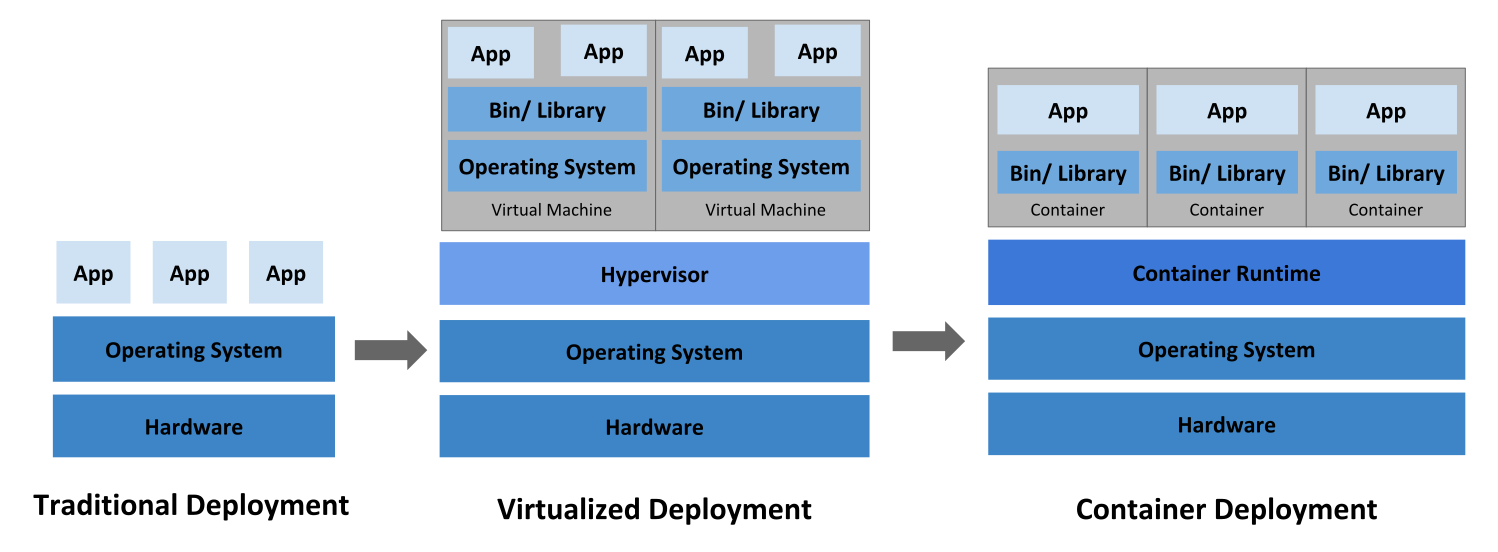 App
App
App
Operating System
Hardware
Traditional Deployment
App
App
Bin/ Library
Operating System
Virtual Machine
App
App
Bin/ Library
Operating System
Virtual Machine
Hypervisor
Operating System
Hardware
Virtualized Deployment
App
Bin/ Library
Container
App
Bin/ Library
Container
App
Bin/ Library
Container
Container Runtime
Operating System
Hardware
Container Deployment